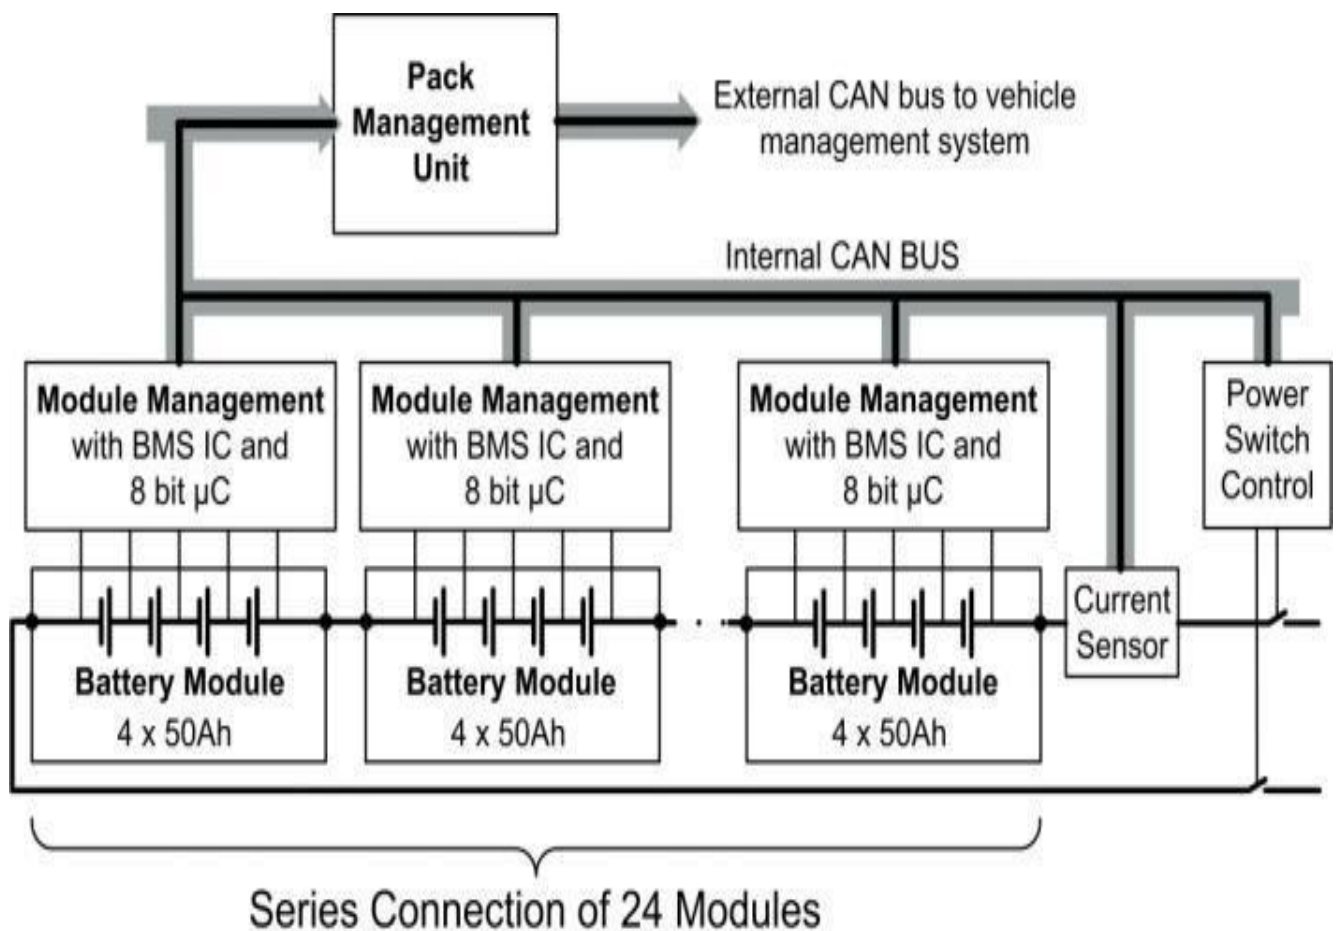 Pack
Management
Unit
External CAN bus to vehicle
management system
Internal CAN BUS
Module Management
with BMS IC and
8 bit µC
Module Management
with BMS IC and
8 bit µC
Module Management
with BMS IC and
8 bit µC
Power
Switch
Control
Battery Module
4 x 50Ah
Battery Module
4 x 50Ah
Battery Module
4 x 50Ah
Current
Sensor
Series Connection of 24 Modules